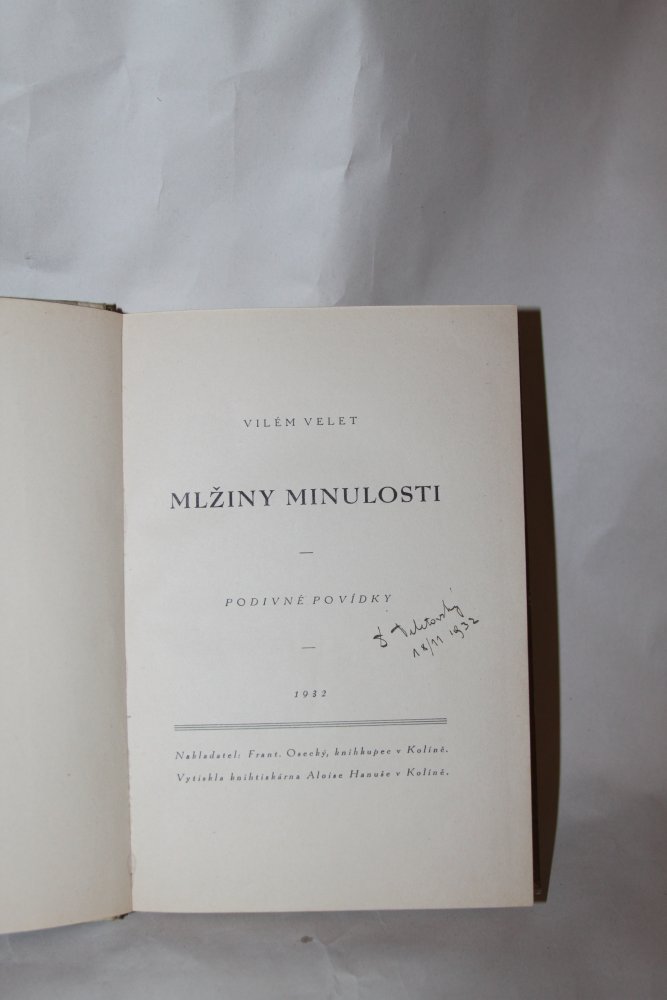 VILÉM VELET
MLŽINY MINULOSTI
—
PODIVNÉ POVÍDKY
—
18/11 1932
1932
Nakladatel: Frant. Osecký, knihkupec v Kolíně.
Vytiskla knihtiskárna Aloise Hanuše v Kolíně.